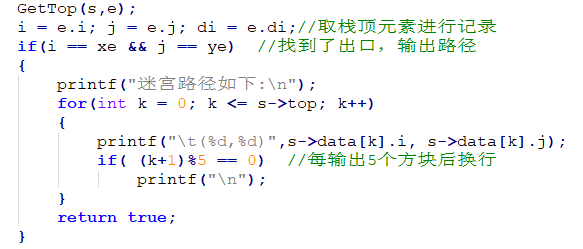 GetTop(s,e);
i = e.i; j = e.j; di = e.di;//取栈顶元素进行记录
if(i == xe && j == ye)  //找到了出口，输出路径
{
    printf("迷宫路径如下:\n");
    for(int k = 0; k <= s->top; k++)
    {
        printf("\t(%d,%d)",s->data[k].i, s->data[k].j);
        if( (k+1)%5 == 0)  //每输出5个方块后换行
            printf("\n");
    }
    return true;
}